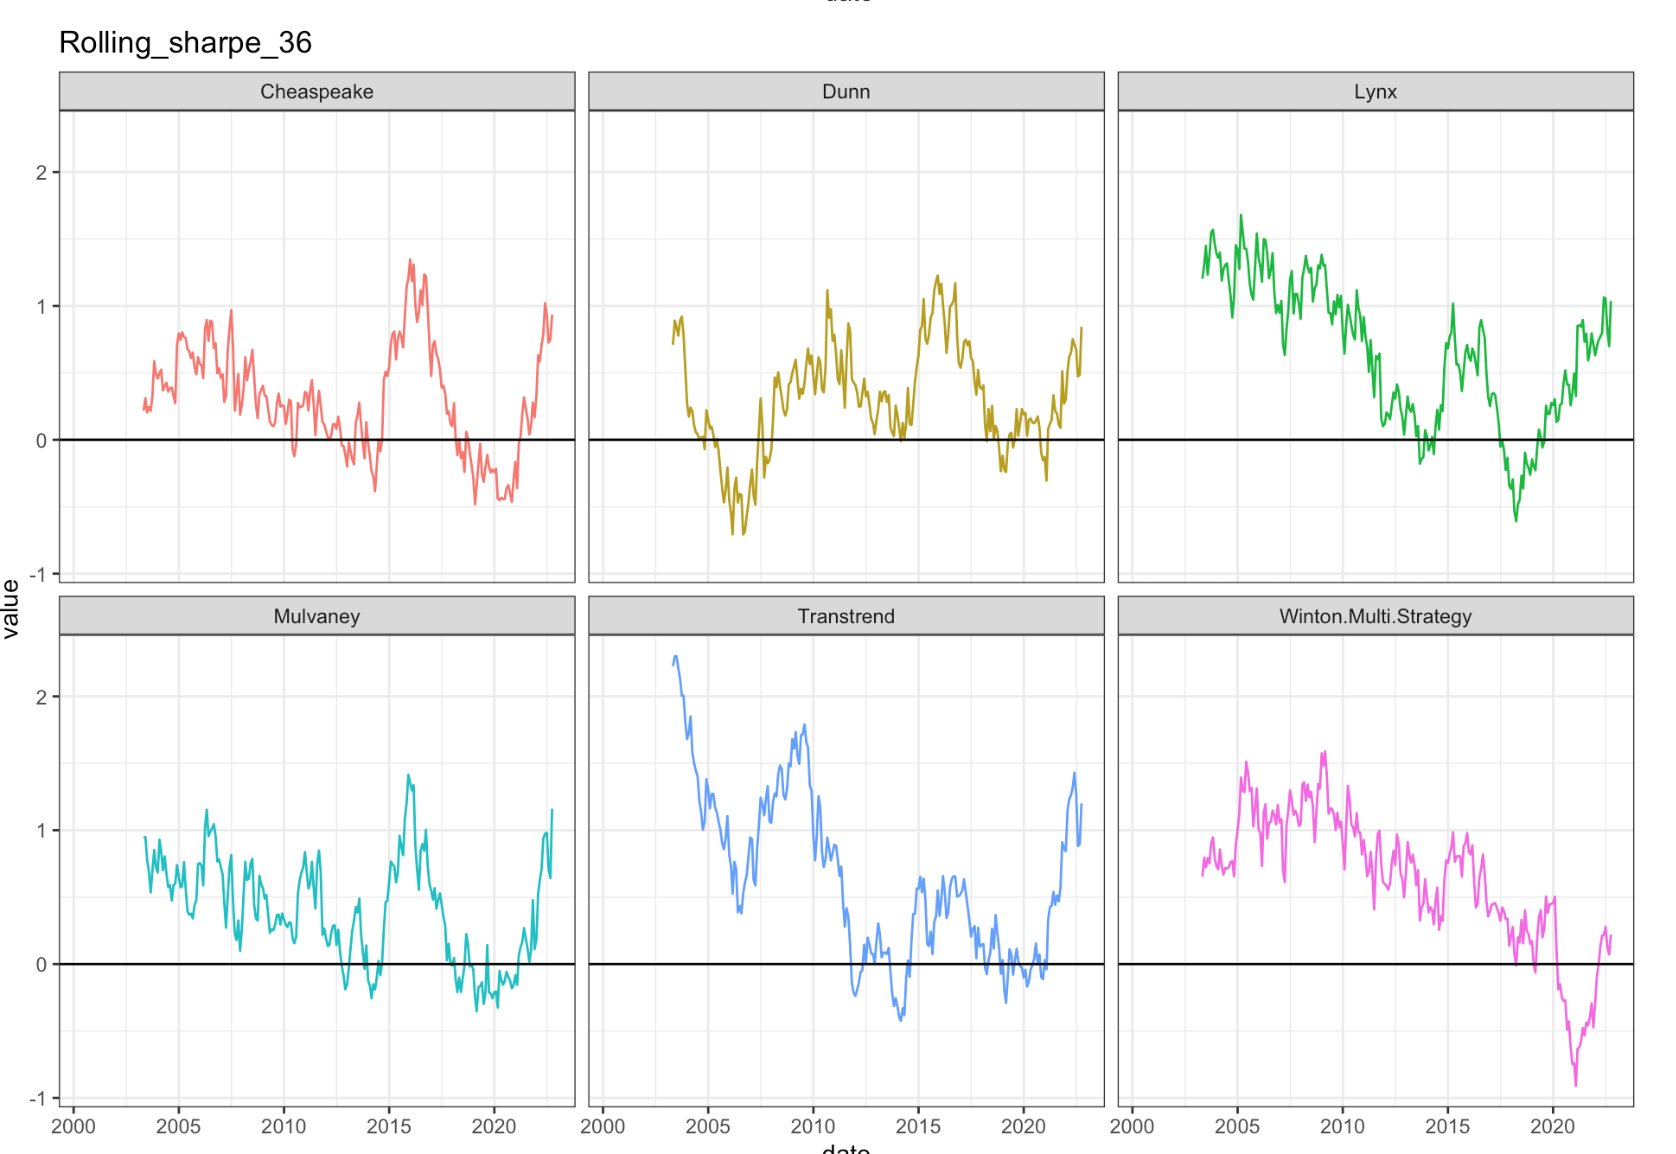 date
Rolling_sharpe_36
Cheaspeake
Dunn
Lynx
2
1
0
-1
value
Mulvaney
Transtrend
Winton.Multi.Strategy
2
1
0
-1
2000 2005 2010 2015 2020
2000 2005 2010 2015 2020
2000 2005 2010 2015 2020
date